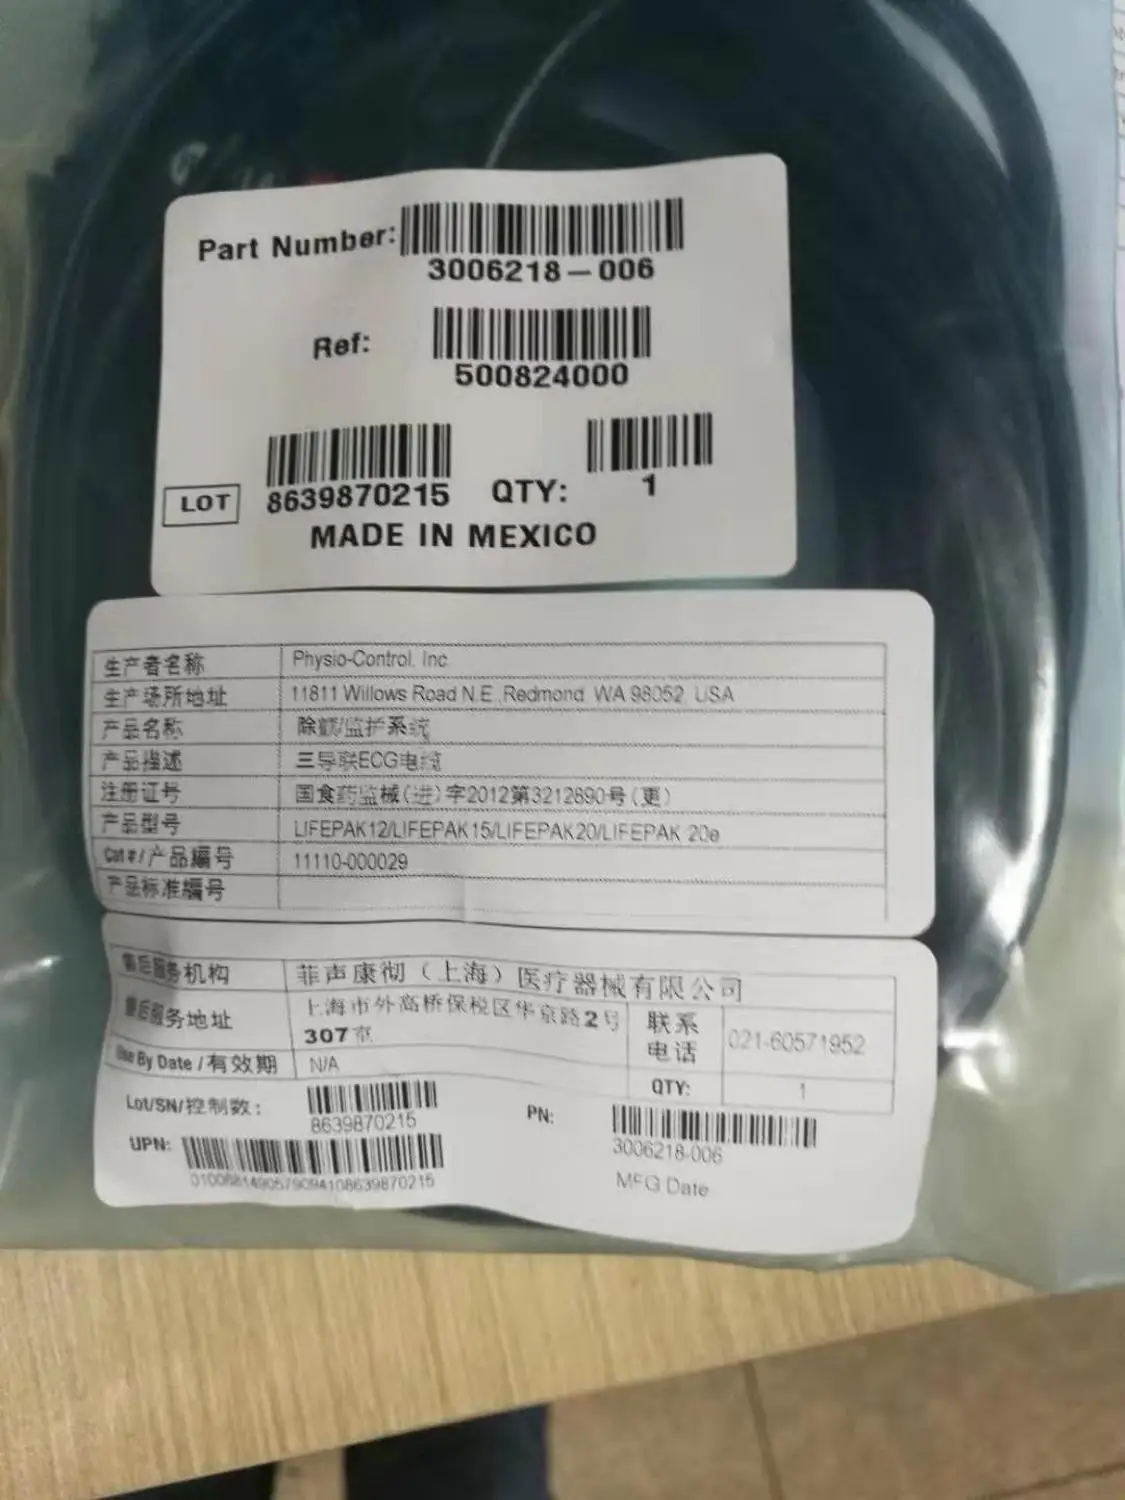 Part Number:
3006218-006
Ref:
500824000
LOT 8639870215 QTY: 1
MADE IN MEXICO
生产者名称 Physio-Control, Inc
生产场所地址 11811 Willows Road N.E.,Redmond, WA 98052, USA
产品名称 除颤/监护系统
产品描述 三导联ECG电缆
注册证号 国食药监械(进)字2012第3212890号(更)
产品型号 LIFEPAK12/LIFEPAK15/LIFEPAK20/LIFEPAK 20e
Cat#/产品编号 11110-000029
产品标准编号
售后服务机构 菲声康彻(上海)医疗器械有限公司
售后服务地址 上海市外高桥保税区华京路2号
307室
联系
电话 021-60571952
Use By Date/有效期 N/A
QTY: 1
Lot/SN/控制数:
8639870215
PN:
3006218-006
UPN:
MFG Date